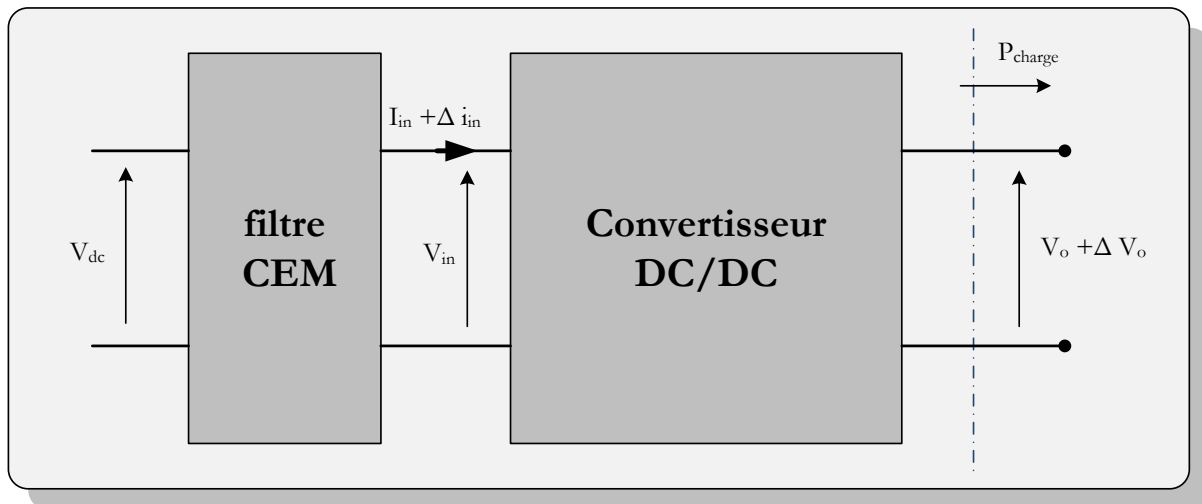 P_charge
I_in +Δ i_in
filtre
CEM
Convertisseur
DC/DC
V_dc
V_in
V_o +Δ V_o